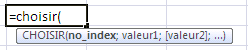 =choisir(
CHOISIR(no_index; valeur1; [valeur2]; ...)